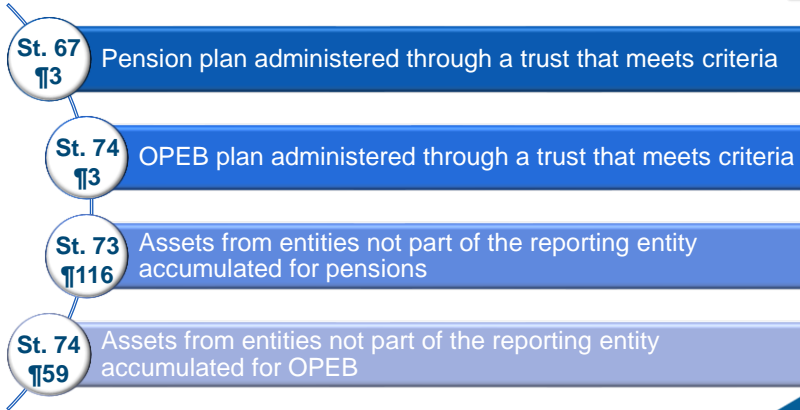 St. 67
¶3
Pension plan administered through a trust that meets criteria
St. 74
¶3
OPEB plan administered through a trust that meets criteria
St. 73
¶116
Assets from entities not part of the reporting entity
accumulated for pensions
St. 74
¶59
Assets from entities not part of the reporting entity
accumulated for OPEB